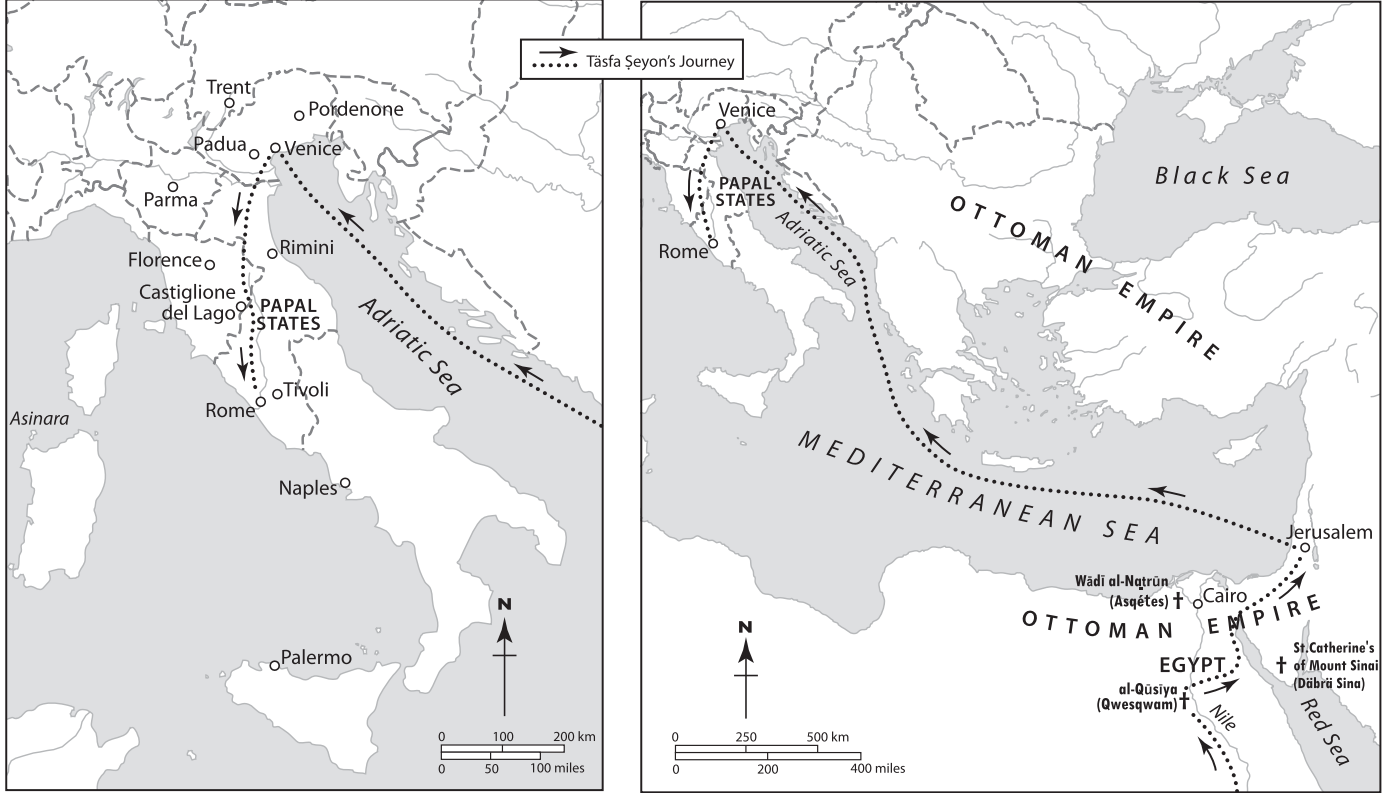 Täsfa Ṣeyon's Journey
Trent
Pordenone
Padua
Venice
Parma
Rimini
Florence
Castiglione
del Lago
PAPAL
STATES
Adriatic Sea
Tivoli
Rome
Asinara
Naples
N
Palermo
0 100 200 km
0 50 100 miles
Venice
Black Sea
PAPAL
STATES
OTTOMAN EMPIRE
Adriatic Sea
Rome
MEDITERRANEAN SEA
Jerusalem
Wādī al-Naṭrūn
(Asqétes)
Cairo
OTTOMAN EMPIRE
N
St.Catherine's
of Mount Sinai
(Däbrä Sina)
EGYPT
al-Qūsīya
(Qwesqwam)
Nile
Red Sea
0 250 500 km
0 200 400 miles